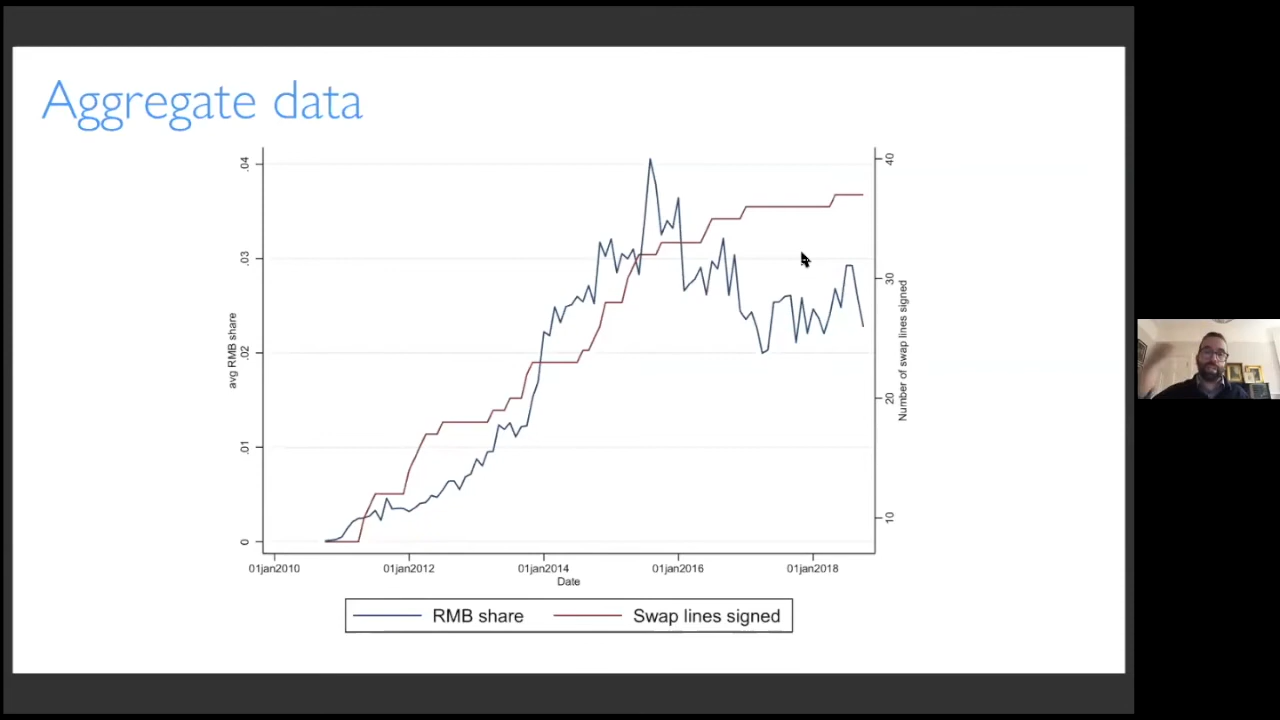 Aggregate data
.04
.03
.02
.01
0
avg RMB share
40
30
20
10
Number of swap lines signed
01jan2010 01jan2012 01jan2014 01jan2016 01jan2018
Date
RMB share Swap lines signed